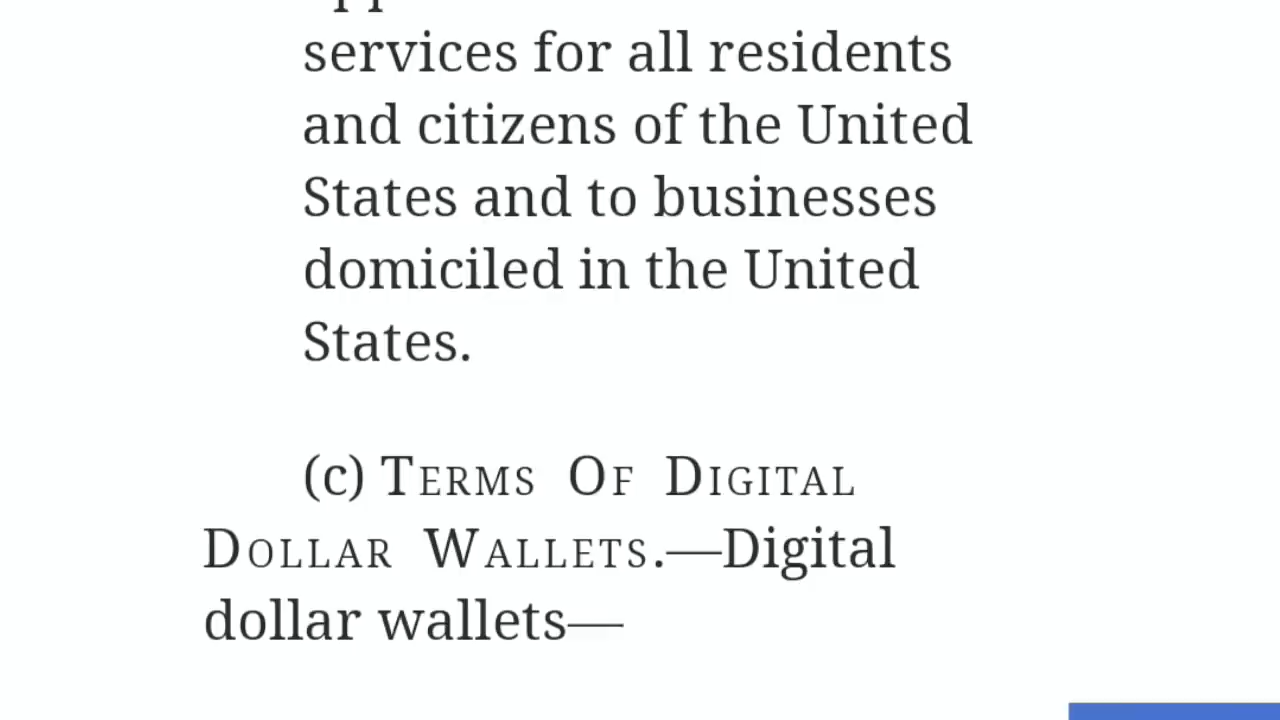 services for all residents
and citizens of the United
States and to businesses
domiciled in the United
States.
(c) TERMS OF DIGITAL
DOLLAR WALLETS.—Digital
dollar wallets—